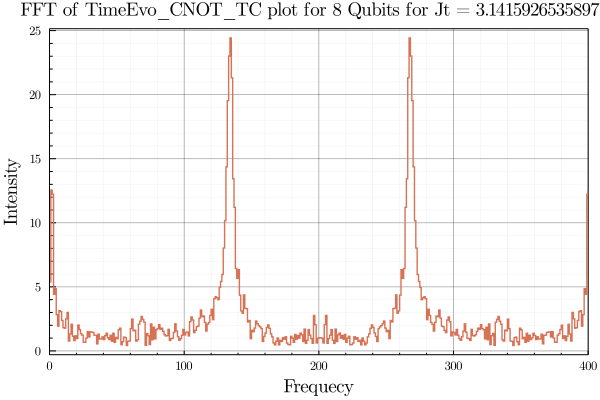 FFT of TimeEvo_CNOT_TC plot for 8 Qubits for Jt = 3.1415926535897
25
20
15
10
5
0
Intensity
0 100 200 300 400
Frequecy